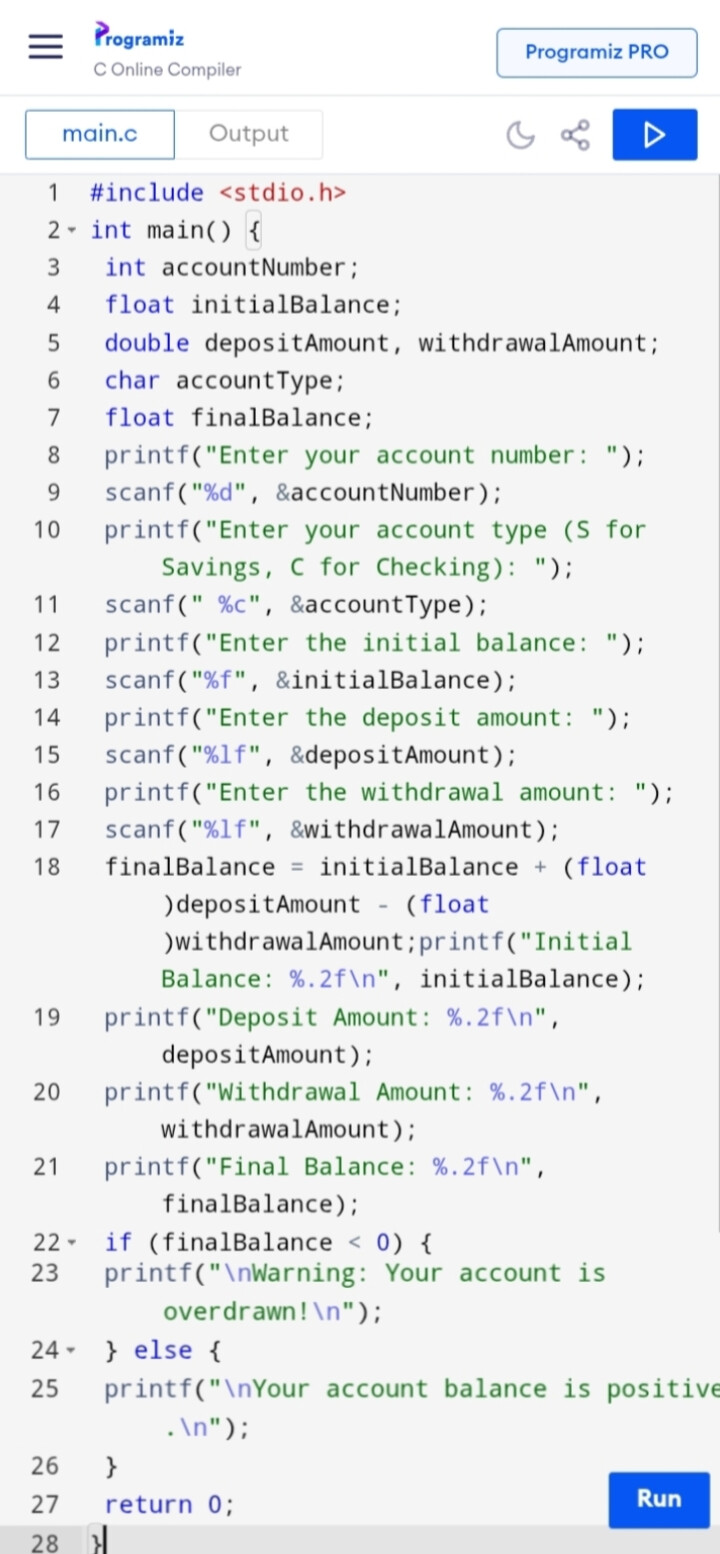 Programiz
C Online Compiler
Programiz PRO
main.c
Output
1 #include <stdio.h>
2 int main() {
3 int accountNumber;
4 float initialBalance;
5 double depositAmount, withdrawalAmount;
6 char accountType;
7 float finalBalance;
8 printf("Enter your account number: ");
9 scanf("%d", &accountNumber);
10 printf("Enter your account type (S for
Savings, C for Checking): ");
11 scanf(" %c", &accountType);
12 printf("Enter the initial balance: ");
13 scanf("%f", &initialBalance);
14 printf("Enter the deposit amount: ");
15 scanf("%lf", &depositAmount);
16 printf("Enter the withdrawal amount: ");
17 scanf("%lf", &withdrawalAmount);
18 finalBalance = initialBalance + (float
)depositAmount - (float
)withdrawalAmount;printf("Initial
Balance: %.2f\n", initialBalance);
19 printf("Deposit Amount: %.2f\n",
depositAmount);
20 printf("Withdrawal Amount: %.2f\n",
withdrawalAmount);
21 printf("Final Balance: %.2f\n",
finalBalance);
22 if (finalBalance < 0) {
23 printf("\nWarning: Your account is
overdrawn!\n");
24 } else {
25 printf("\nYour account balance is positive
.\n");
26 }
27 return 0;
Run
28 }